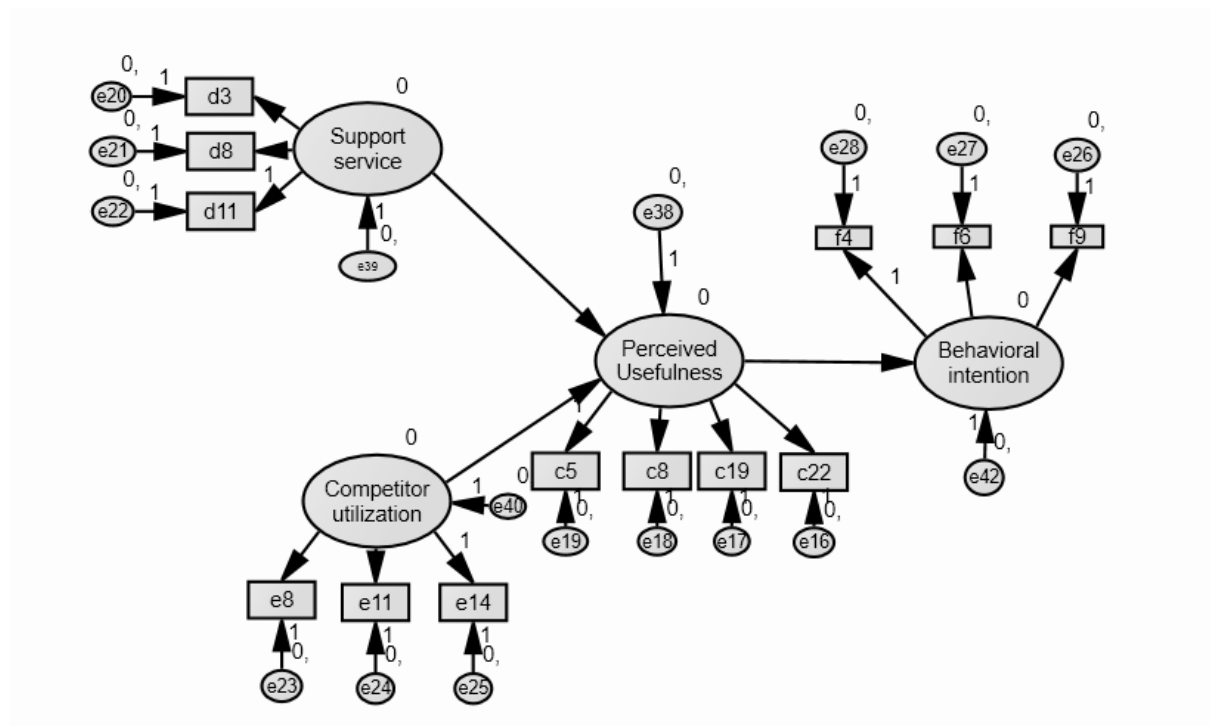 0,
1
0
e20
d3
0,
1
Support
service
e21
d8
0,
1
1
e22
d11
1
0,
e39
0,
0,
0,
e28
e27
e26
1
1
1
f4
f6
f9
1
0
0,
e38
1
0
Perceived
Usefulness
Behavioral
intention
1
0,
e42
1
0
Competitor
utilization
1
0
e40
1
c5
c8
c19
c22
1
0,
1
0,
1
0,
1
0,
e19
e18
e17
e16
e8
e11
e14
1
0,
1
0,
1
0,
e23
e24
e25